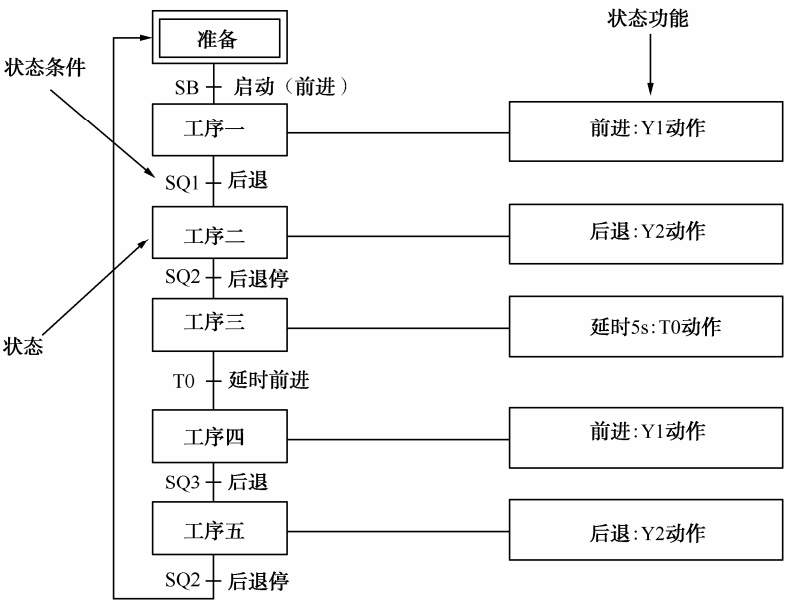 准备
状态功能
状态条件
SB 启动（前进）
工序一
前进:Y1动作
SQ1 后退
工序二
后退:Y2动作
SQ2 后退停
状态
工序三
延时5s:T0动作
T0 延时前进
工序四
前进:Y1动作
SQ3 后退
工序五
后退:Y2动作
SQ2 后退停